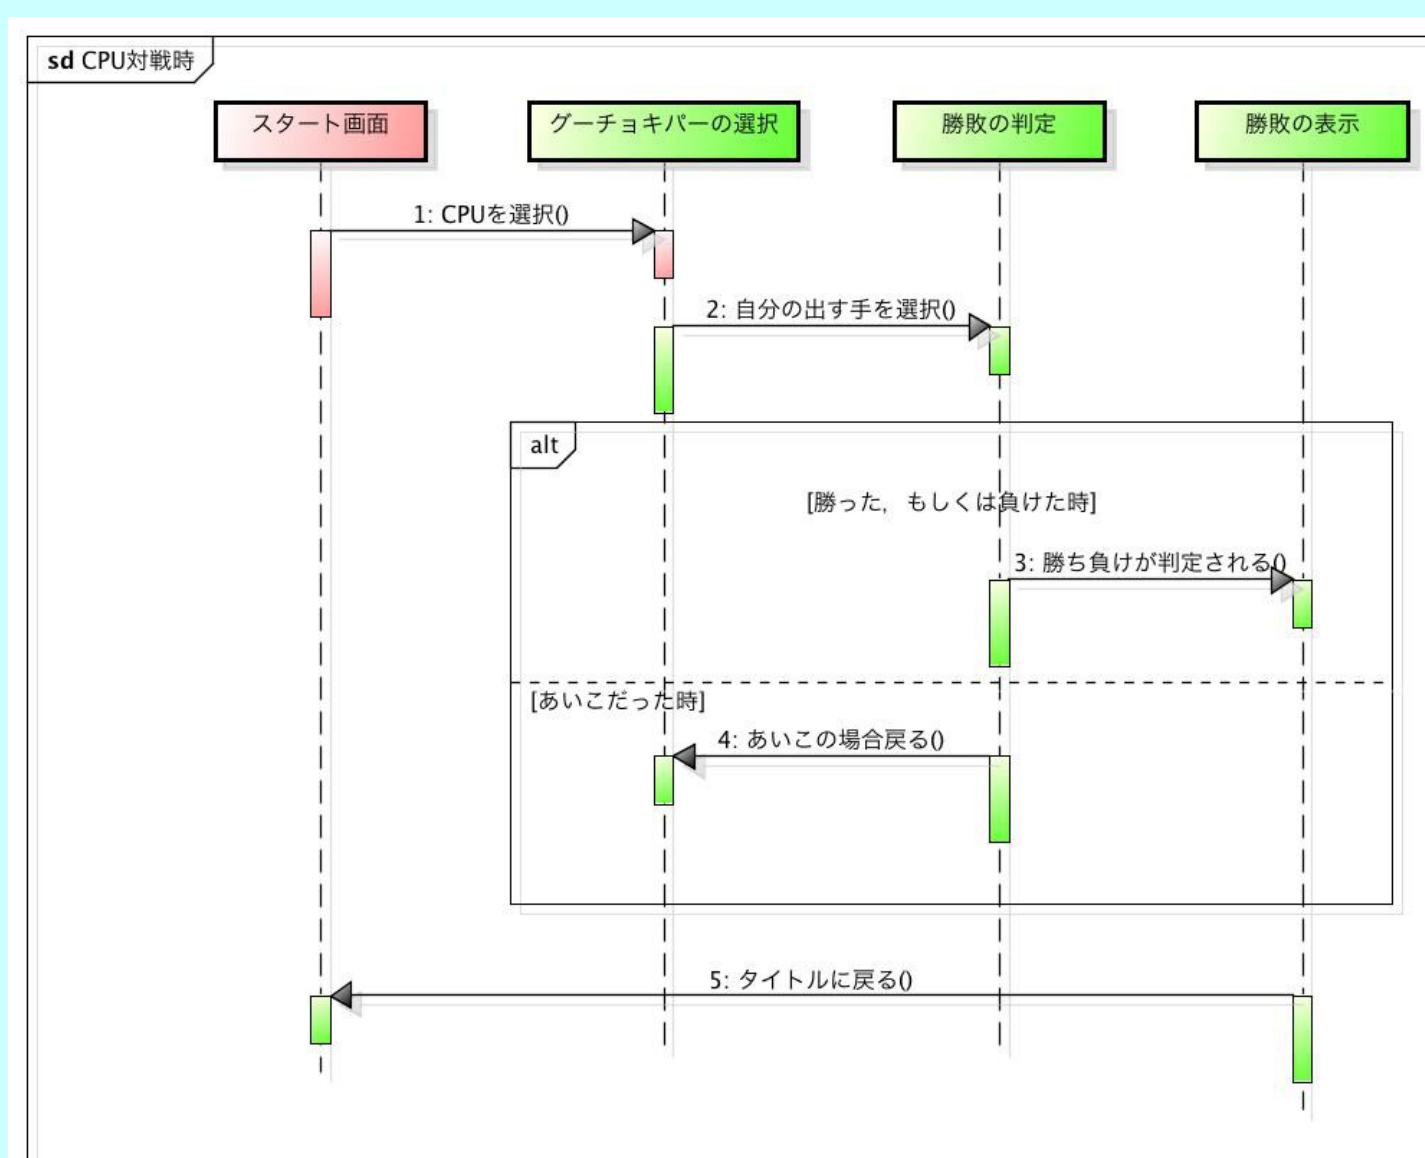 sd CPU対戦時
スタート画面
グーチョキパーの選択
勝敗の判定
勝敗の表示
1: CPUを選択()
2: 自分の出す手を選択()
alt
[勝った，もしくは負けた時]
3: 勝ち負けが判定される()
[あいこだった時]
4: あいこの場合戻る()
5: タイトルに戻る()